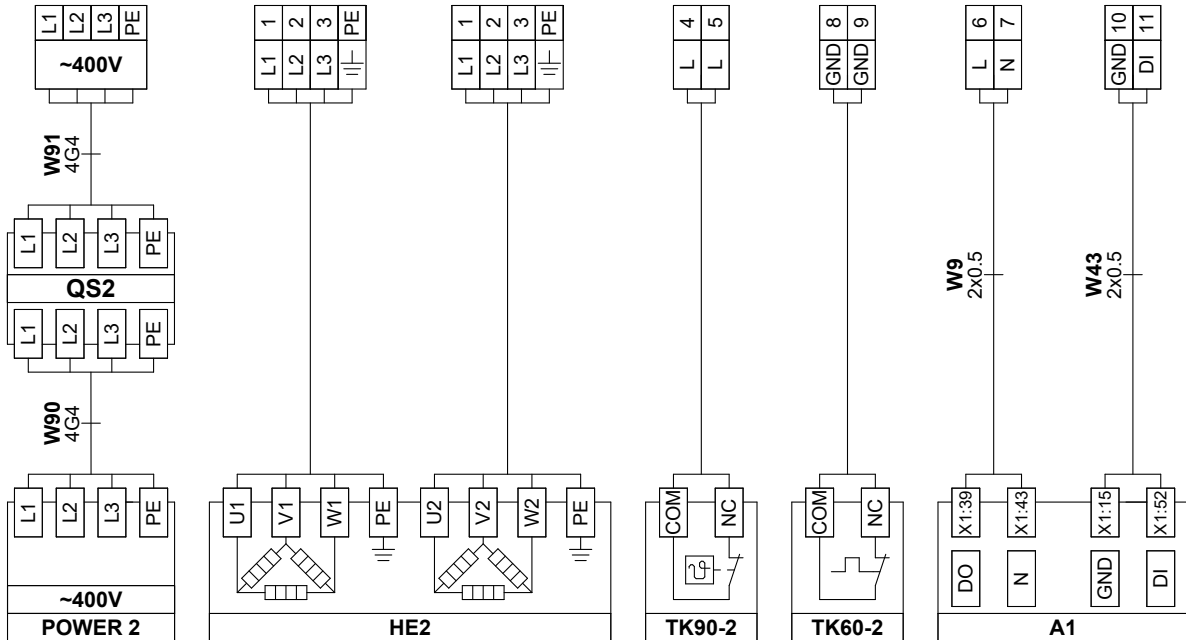 L1 L2 L3 PE
1 2 3 PE
1 2 3 PE
4 5
8 9
6 7
10 11
~400V
L1 L2 L3
L1 L2 L3
L L
GND GND
L N
GND DI
W91
4G4
L1 L2 L3 PE
QS2
L1 L2 L3 PE
W9
2x0.5
W43
2x0.5
W90
4G4
L1 L2 L3 PE
U1 V1 W1 PE
U2 V2 W2 PE
COM NC
COM NC
X1:39 X1:43
X1:15 X1:52
DO N
GND DI
~400V
POWER 2
HE2
TK90-2
TK60-2
A1